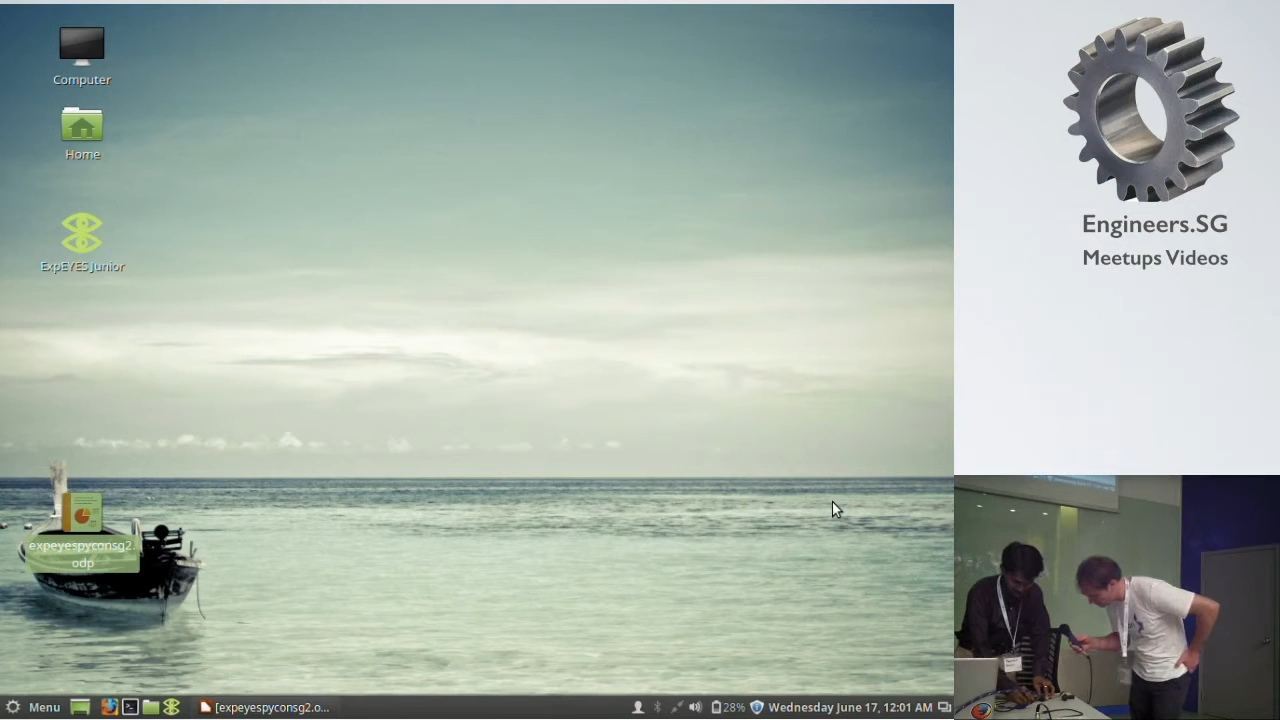 Computer
Home
ExpEYES Junior
expeyespyconsg2.
odp
Menu
[expeyespyconsg2.o...
28%
Wednesday June 17, 12:01 AM
Engineers.SG
Meetups Videos